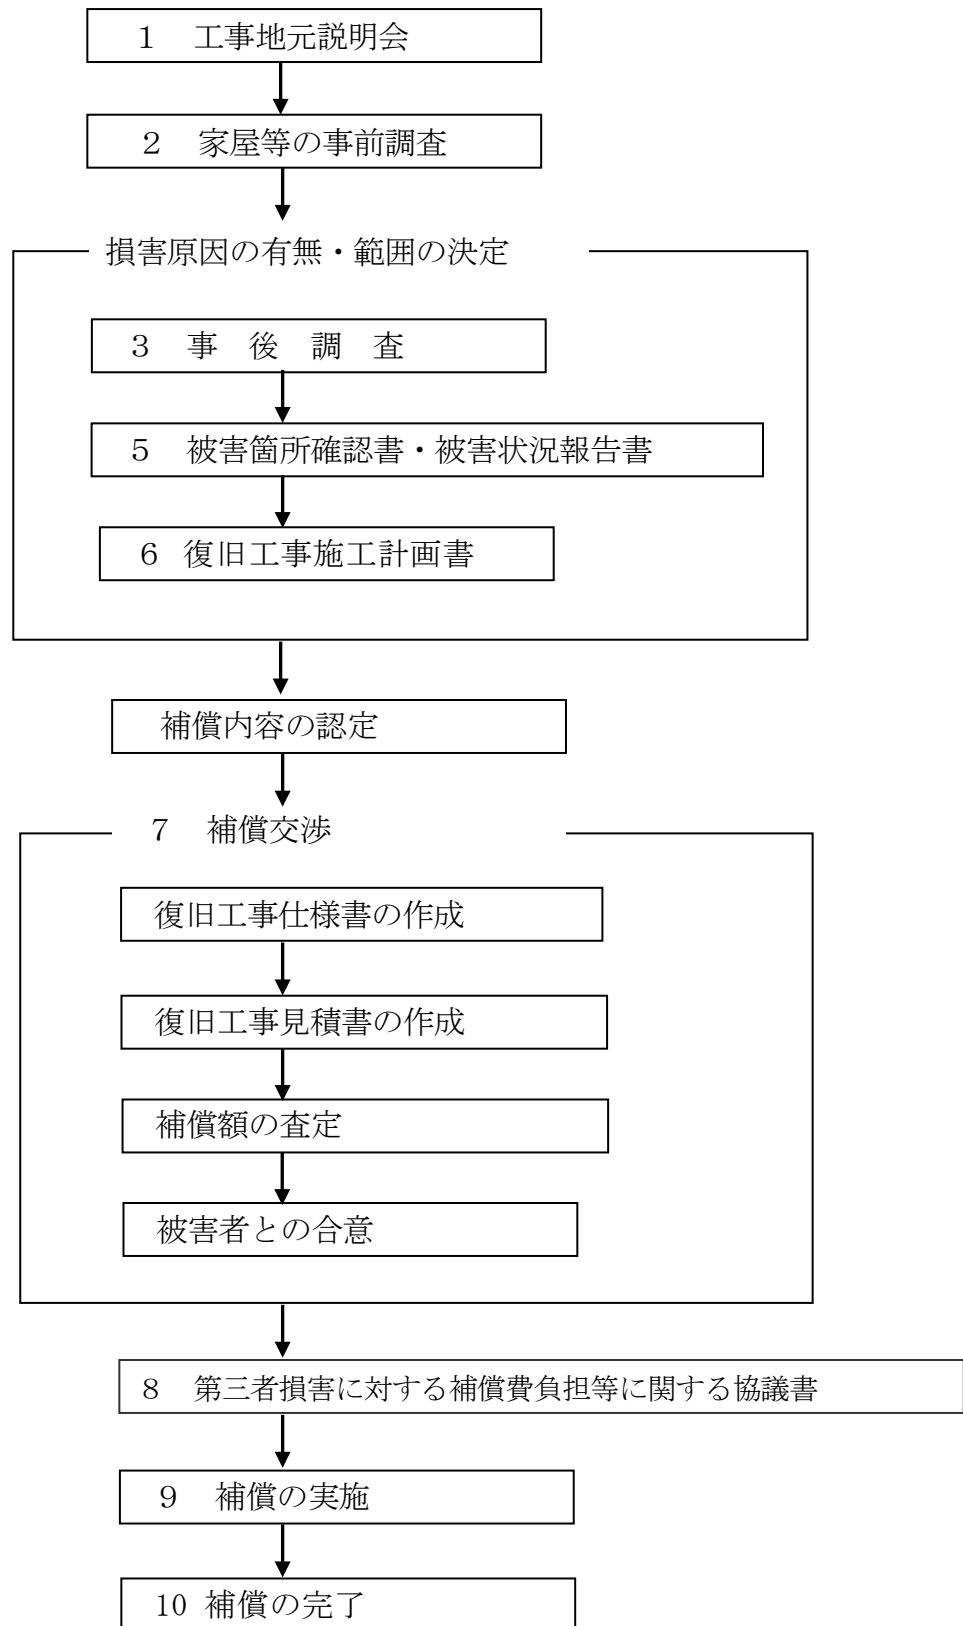 １　工事地元説明会
２　家屋等の事前調査
損害原因の有無・範囲の決定
３　事　後　調　査
５　被害箇所確認書・被害状況報告書
６　復旧工事施工計画書
補償内容の認定
７　補償交渉
復旧工事仕様書の作成
復旧工事見積書の作成
補償額の査定
被害者との合意
８　第三者損害に対する補償費負担等に関する協議書
９　補償の実施
10 補償の完了